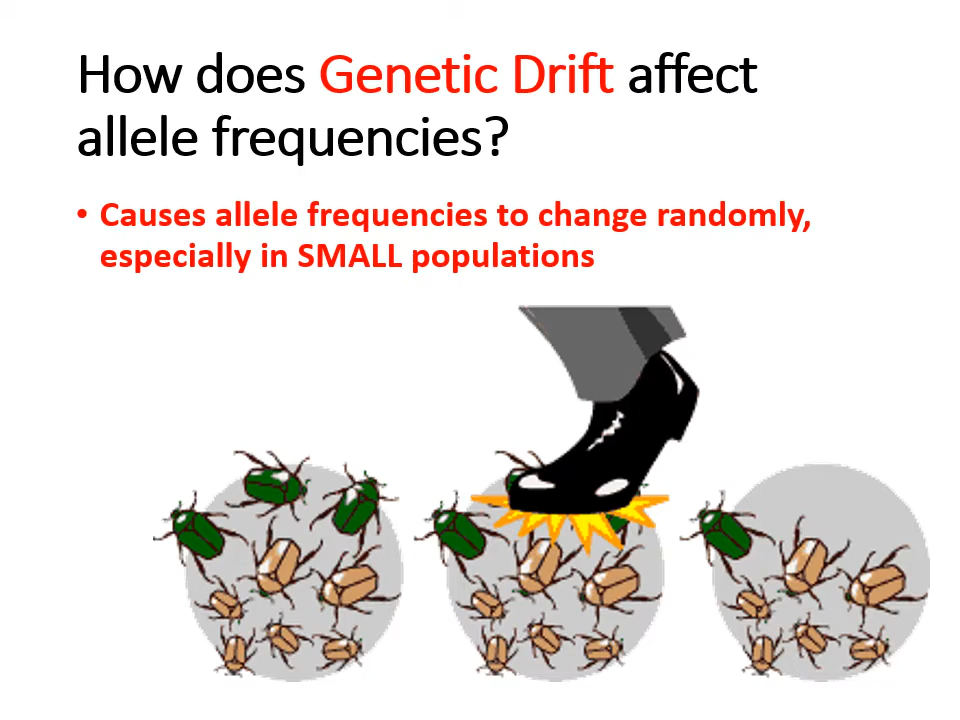 How does Genetic Drift affect
allele frequencies?
• Causes allele frequencies to change randomly,
especially in SMALL populations